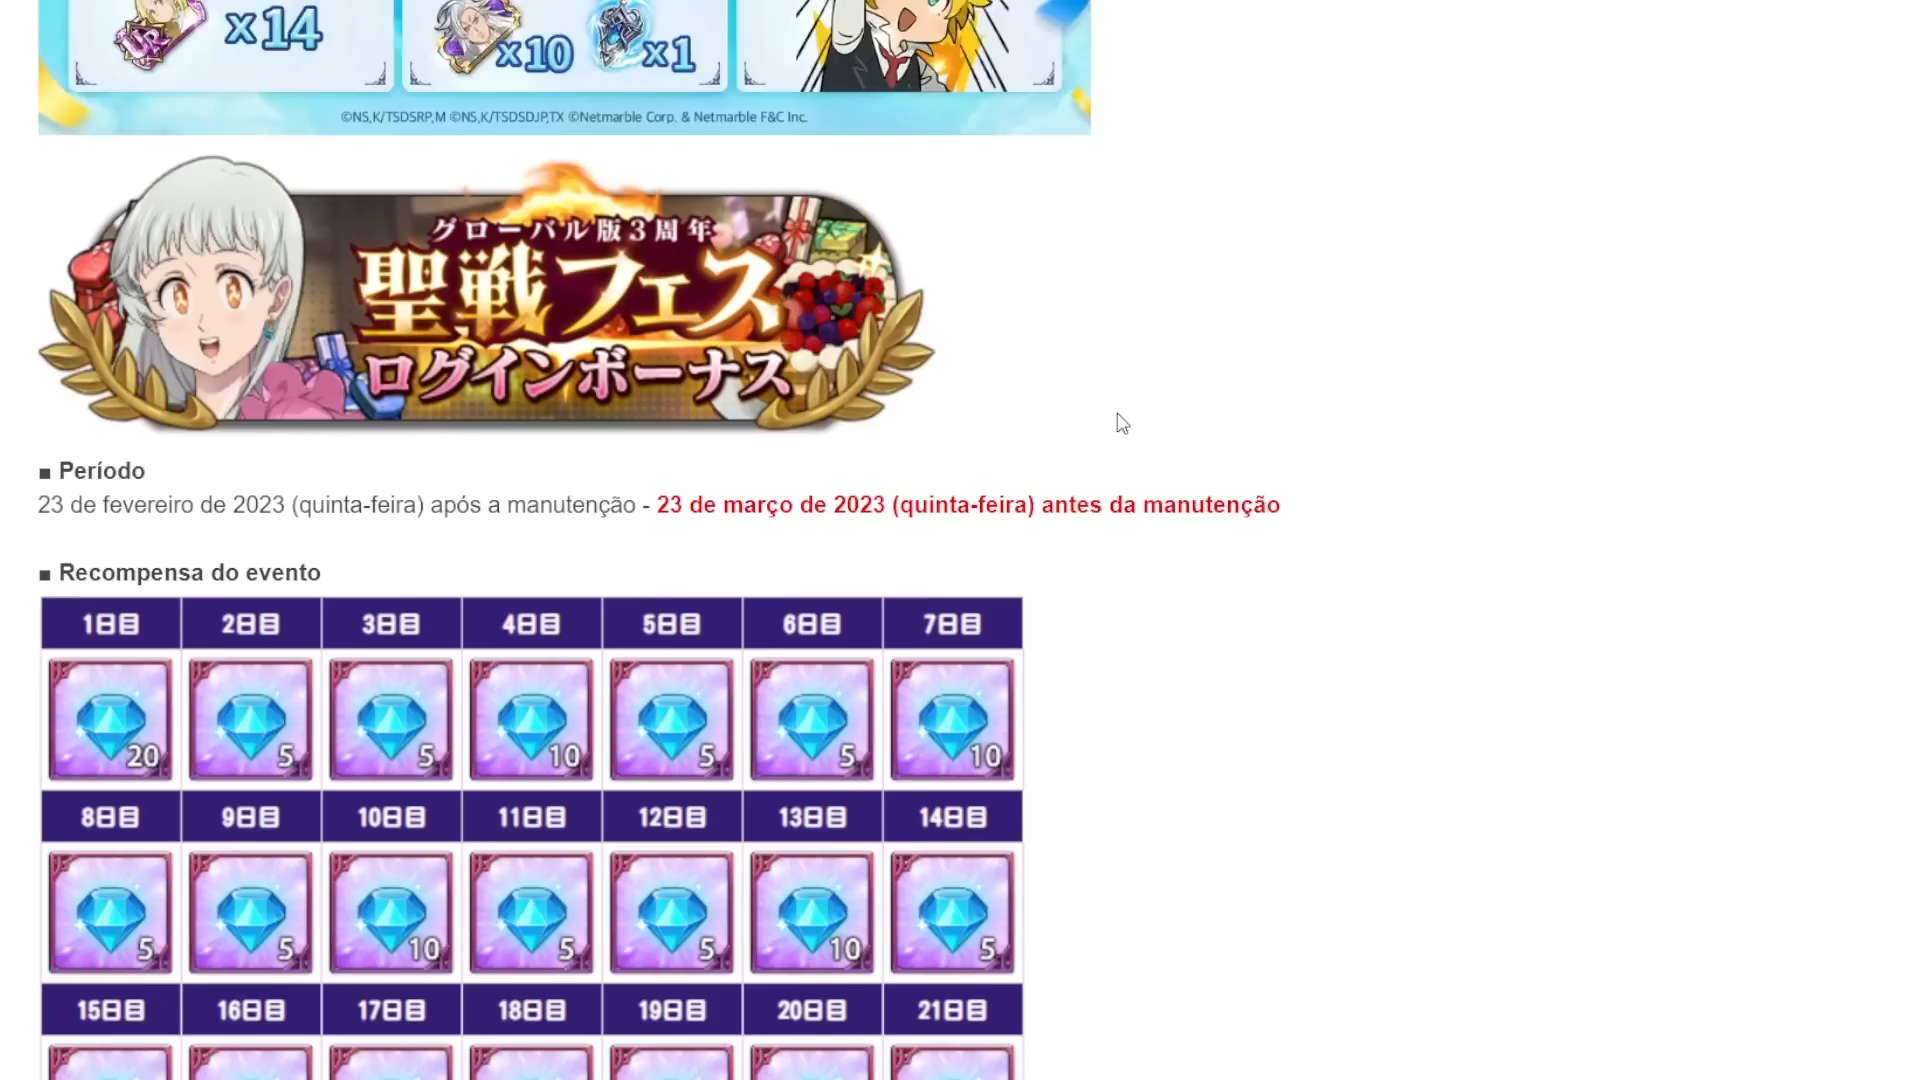 UR x14
x10 x1
©NS,K/TSDSRP,M ©NS,K/TSDSDJP,TX ©Netmarble Corp. & Netmarble F&C Inc.
グローバル版3周年
聖戦フェス
ログインボーナス
■ Período
23 de fevereiro de 2023 (quinta-feira) após a manutenção - 23 de março de 2023 (quinta-feira) antes da manutenção
■ Recompensa do evento
1日目 2日目 3日目 4日目 5日目 6日目 7日目
20 5 5 10 5 5 10
8日目 9日目 10日目 11日目 12日目 13日目 14日目
5 5 10 5 5 10 5
15日目 16日目 17日目 18日目 19日目 20日目 21日目